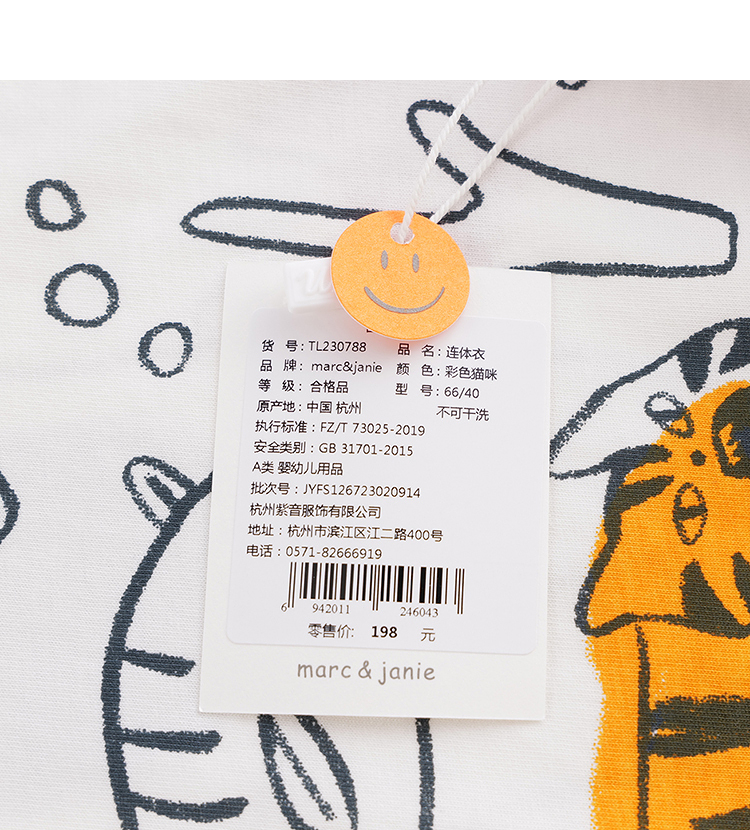 货 号:TL230788 品 名:连体衣
品 牌: marc&janie 颜 色:彩色猫咪
等 级: 合格品 型 号:66/40
原产地:中国 杭州 不可干洗
执行标准: FZ/T 73025-2019
安全类别: GB 31701-2015
A类 婴幼儿用品
批次号: JYFS126723020914
杭州紫音服饰有限公司
地址: 杭州市滨江区江二路400号
电话: 0571-82666919
6 942011 246043
零售价: 198 元
marc & janie